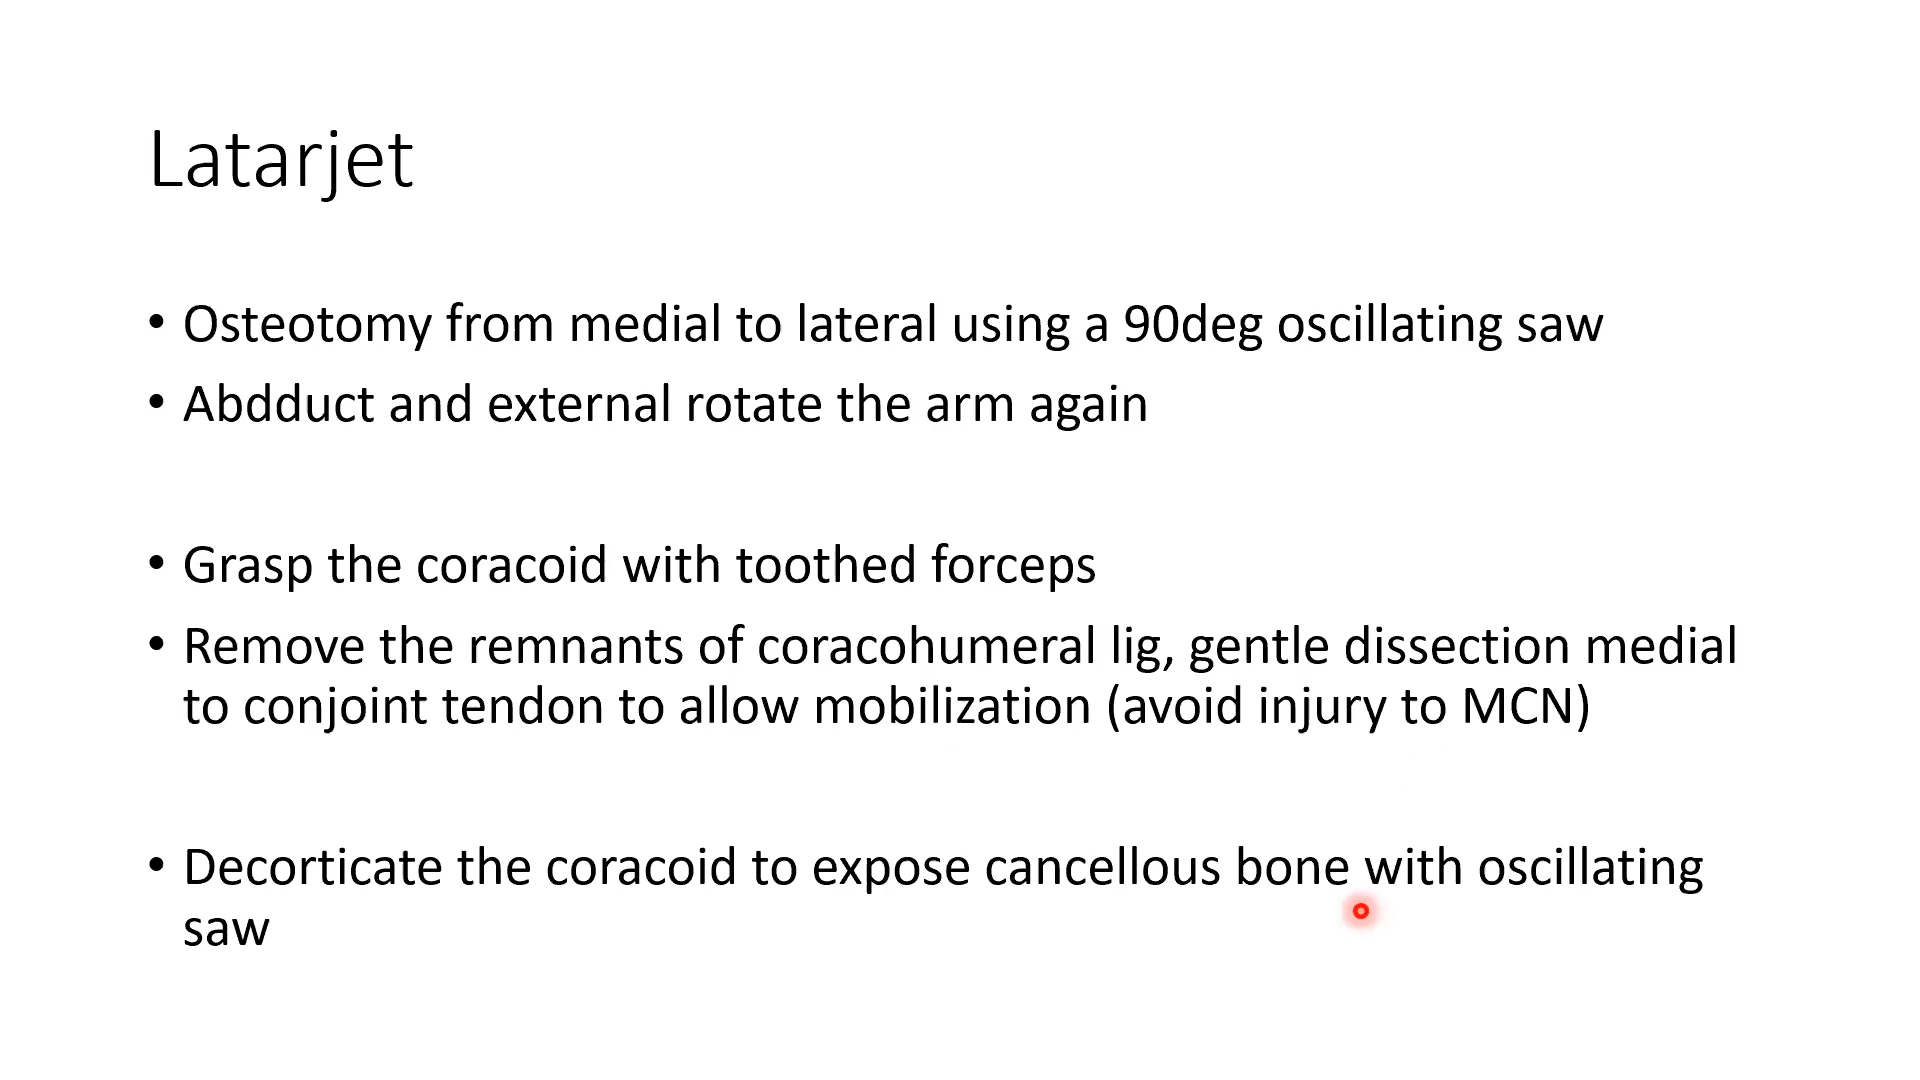 Latarjet
• Osteotomy from medial to lateral using a 90deg oscillating saw
• Abdduct and external rotate the arm again
• Grasp the coracoid with toothed forceps
• Remove the remnants of coracohumeral lig, gentle dissection medial
to conjoint tendon to allow mobilization (avoid injury to MCN)
• Decorticate the coracoid to expose cancellous bone with oscillating
saw